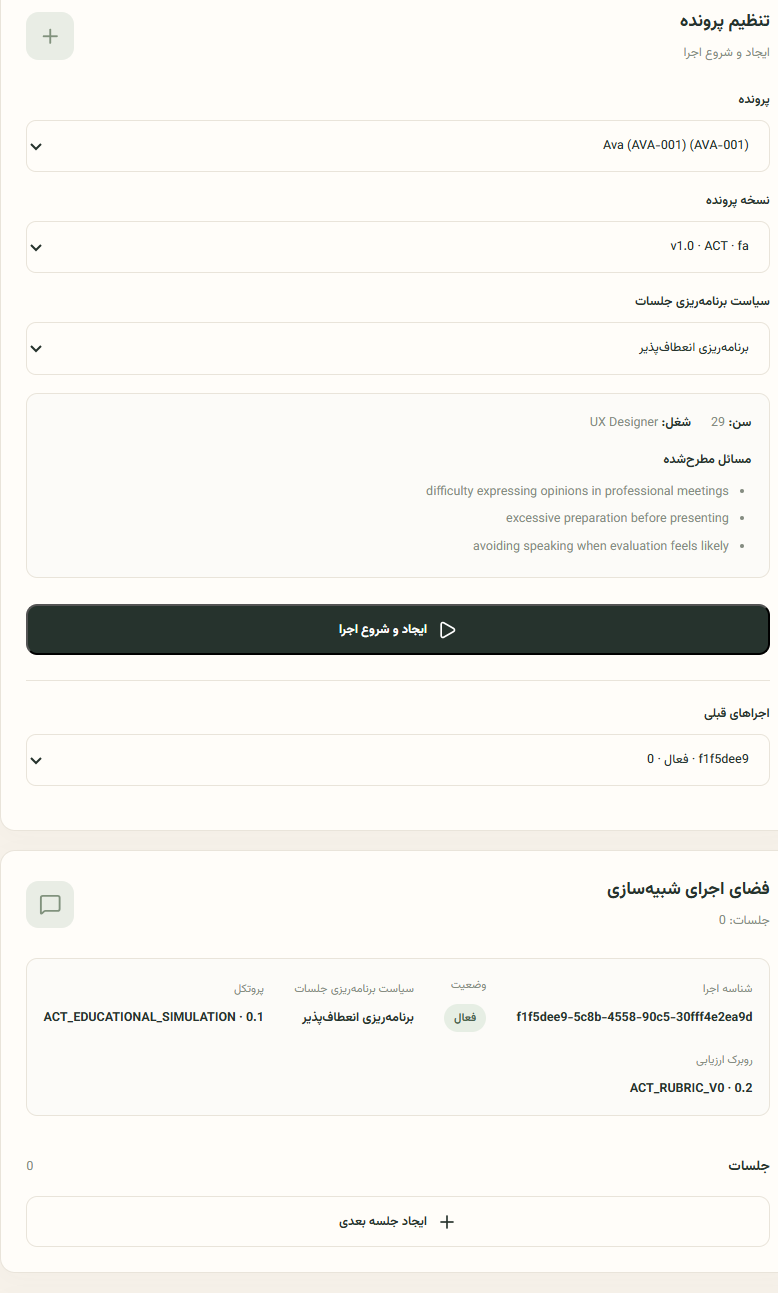 تنظیم پرونده
ایجاد و شروع اجرا
پرونده
Ava (AVA-001) (AVA-001)
نسخه پرونده
v1.0 · ACT · fa
سیاست برنامه‌ریزی جلسات
برنامه‌ریزی انعطاف‌پذیر
سن: 29 شغل: UX Designer
مسائل مطرح‌شده
difficulty expressing opinions in professional meetings
excessive preparation before presenting
avoiding speaking when evaluation feels likely
ایجاد و شروع اجرا
اجراهای قبلی
f1f5dee9 · فعال · 0
فضای اجرای شبیه‌سازی
جلسات: 0
شناسه اجرا
f1f5dee9-5c8b-4558-90c5-30fff4e2ea9d
وضعیت
فعال
سیاست برنامه‌ریزی جلسات
برنامه‌ریزی انعطاف‌پذیر
پروتکل
ACT_EDUCATIONAL_SIMULATION · 0.1
روبرک ارزیابی
ACT_RUBRIC_V0 · 0.2
جلسات
0
ایجاد جلسه بعدی